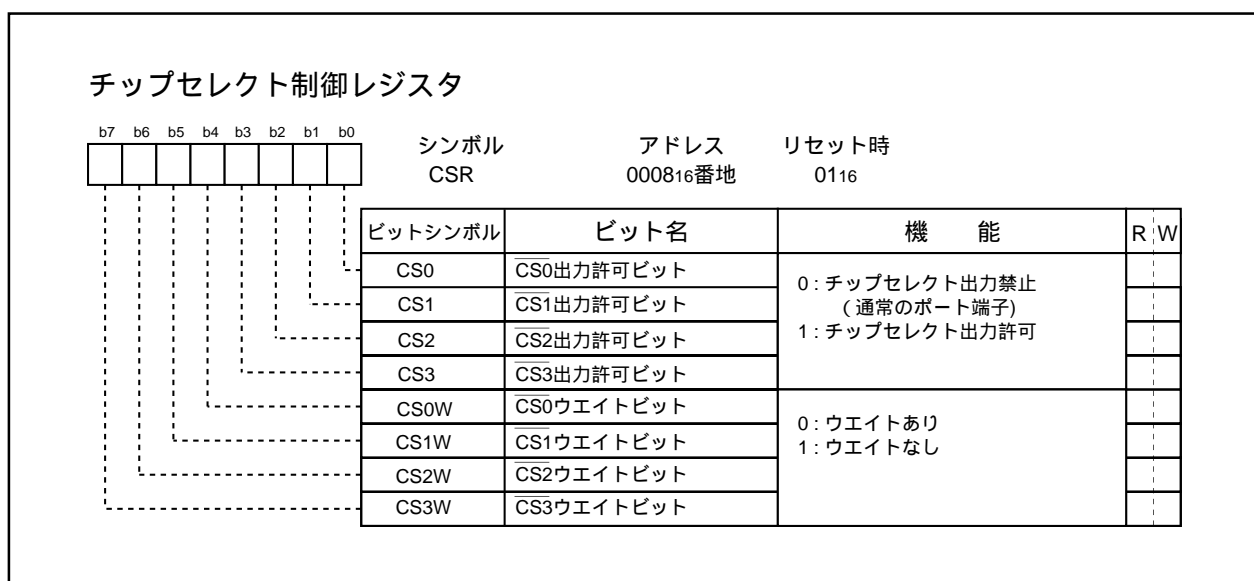 チップセレクト制御レジスタ
b7 b6 b5 b4 b3 b2 b1 b0
シンボル アドレス リセット時
CSR 000816番地 0116
ビットシンボル ビット名 機 能 R W
CS0 CS0出力許可ビット
CS1 CS1出力許可ビット
CS2 CS2出力許可ビット
CS3 CS3出力許可ビット
0 : チップセレクト出力禁止
( 通常のポート端子)
1 : チップセレクト出力許可
CS0W CS0ウエイトビット
CS1W CS1ウエイトビット
CS2W CS2ウエイトビット
CS3W CS3ウエイトビット
0 : ウエイトあり
1 : ウエイトなし